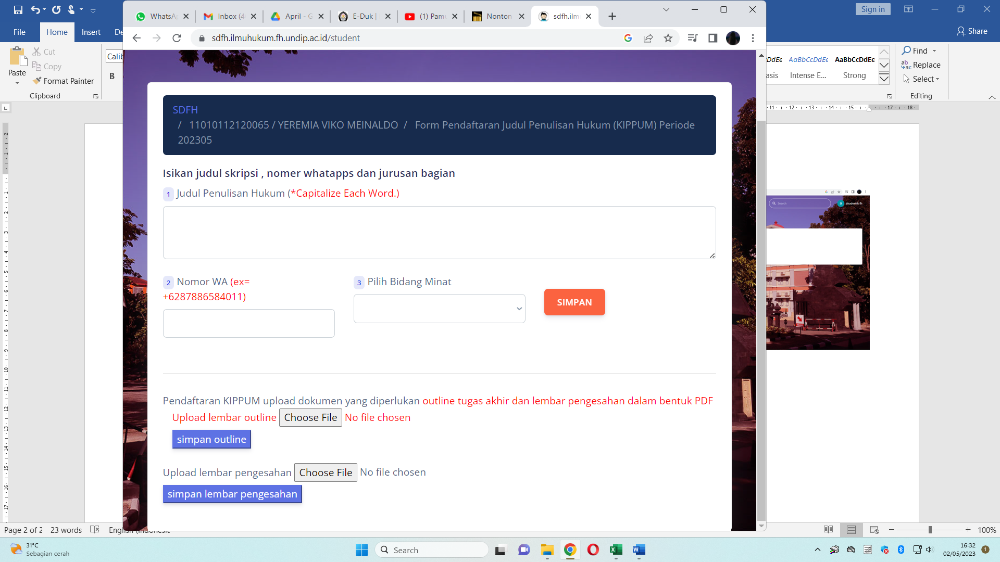 Sign in
File Home Insert De
Share
WhatsA
Inbox (4
April - G
E-Duk |
(1) Pam
Nonton
sdfh.ilm
sdfh.ilmuhukum.fh.undip.ac.id/student
Paste
Cut
Copy
Format Painter
Clipboard
Calib
B
asis
AaBbCcDdEe
Intense E...
AaBbCcDdEe
Strong
Find
Replace
Select
Editing
Search
akademik fh
SDFH
/ 11010112120065 / YEREMIA VIKO MEINALDO / Form Pendaftaran Judul Penulisan Hukum (KIPPUM) Periode
202305
Isikan judul skripsi , nomer whatapps dan jurusan bagian
1 Judul Penulisan Hukum (*Capitalize Each Word.)
2 Nomor WA (ex=
+6287886584011)
3 Pilih Bidang Minat
SIMPAN
Pendaftaran KIPPUM upload dokumen yang diperlukan outline tugas akhir dan lembar pengesahan dalam bentuk PDF
Upload lembar outline Choose File No file chosen
simpan outline
Upload lembar pengesahan Choose File No file chosen
simpan lembar pengesahan
Page 2 of 2 23 words
100%
31°C
Sebagian cerah
Search
16:32
02/05/2023
1